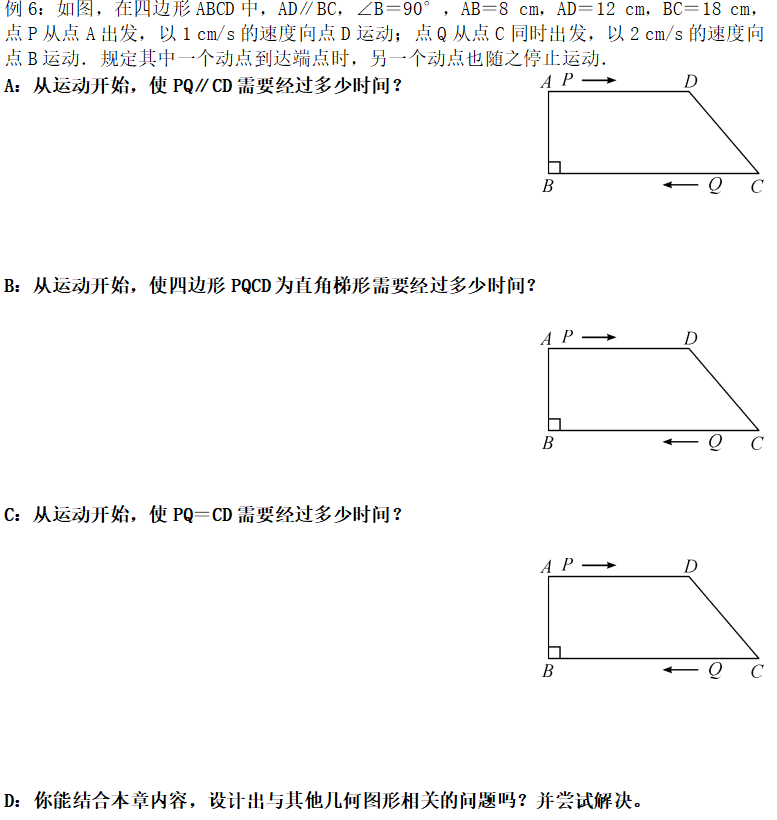 例 6：如图，在四边形 ABCD 中，AD∥BC，∠B＝90°，AB＝8 cm，AD＝12 cm，BC＝18 cm，
点 P 从点 A 出发，以 1 cm/s 的速度向点 D 运动；点 Q 从点 C 同时出发，以 2 cm/s 的速度向
点 B 运动．规定其中一个动点到达端点时，另一个动点也随之停止运动．
A：从运动开始，使 PQ∥CD 需要经过多少时间？
A P D
B Q C
B：从运动开始，使四边形 PQCD 为直角梯形需要经过多少时间？
A P D
B Q C
C：从运动开始，使 PQ＝CD 需要经过多少时间？
A P D
B Q C
D：你能结合本章内容，设计出与其他几何图形相关的问题吗？并尝试解决。